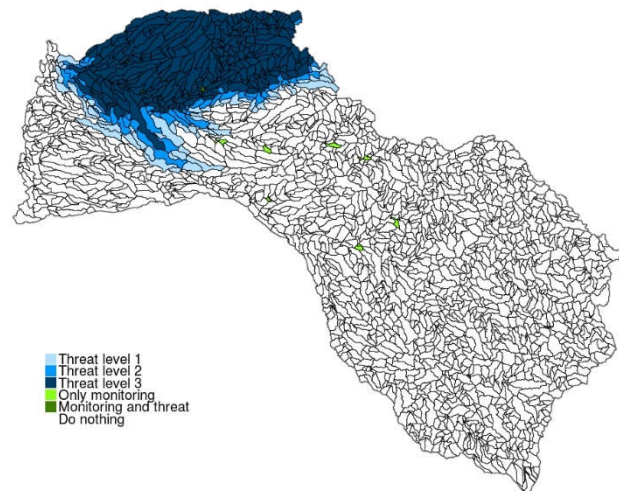 Threat level 1
Threat level 2
Threat level 3
Only monitoring
Monitoring and threat
Do nothing